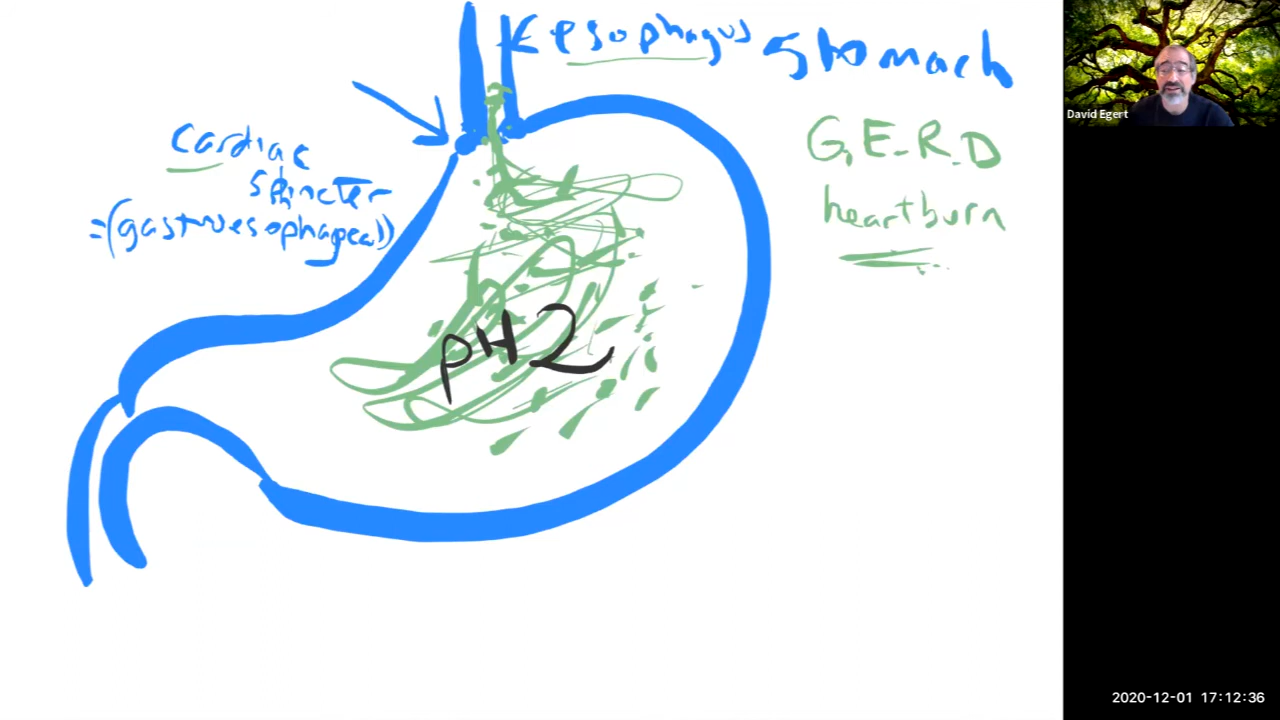 esophagus
Stomach
David Egert
G.E.R.D
heartburn
cardiac
sphincter
=(gastroesophageal)
pH2
2020-12-01 17:12:36